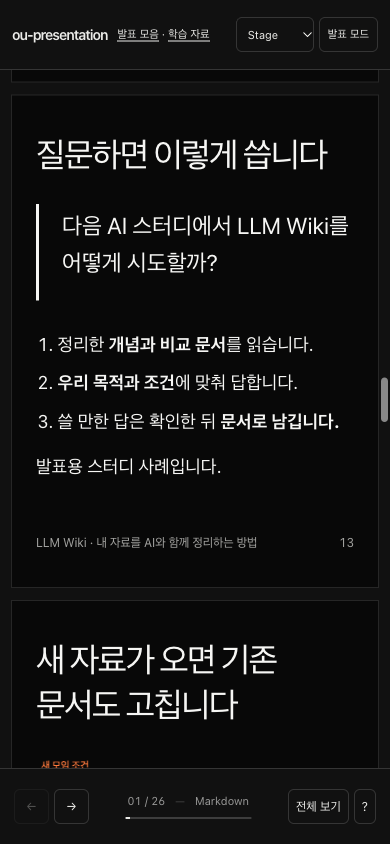 ou-presentation 발표 모음 · 학습 자료 Stage 발표 모드
질문하면 이렇게 씁니다
다음 AI 스터디에서 LLM Wiki를
어떻게 시도할까?
1. 정리한 개념과 비교 문서를 읽습니다.
2. 우리 목적과 조건에 맞춰 답합니다.
3. 쓸 만한 답은 확인한 뒤 문서로 남깁니다.
발표용 스터디 사례입니다.
LLM Wiki · 내 자료를 AI와 함께 정리하는 방법 13
새 자료가 오면 기존
문서도 고칩니다
새 모임 조건
← → 01 / 26 — Markdown 전체 보기 ?